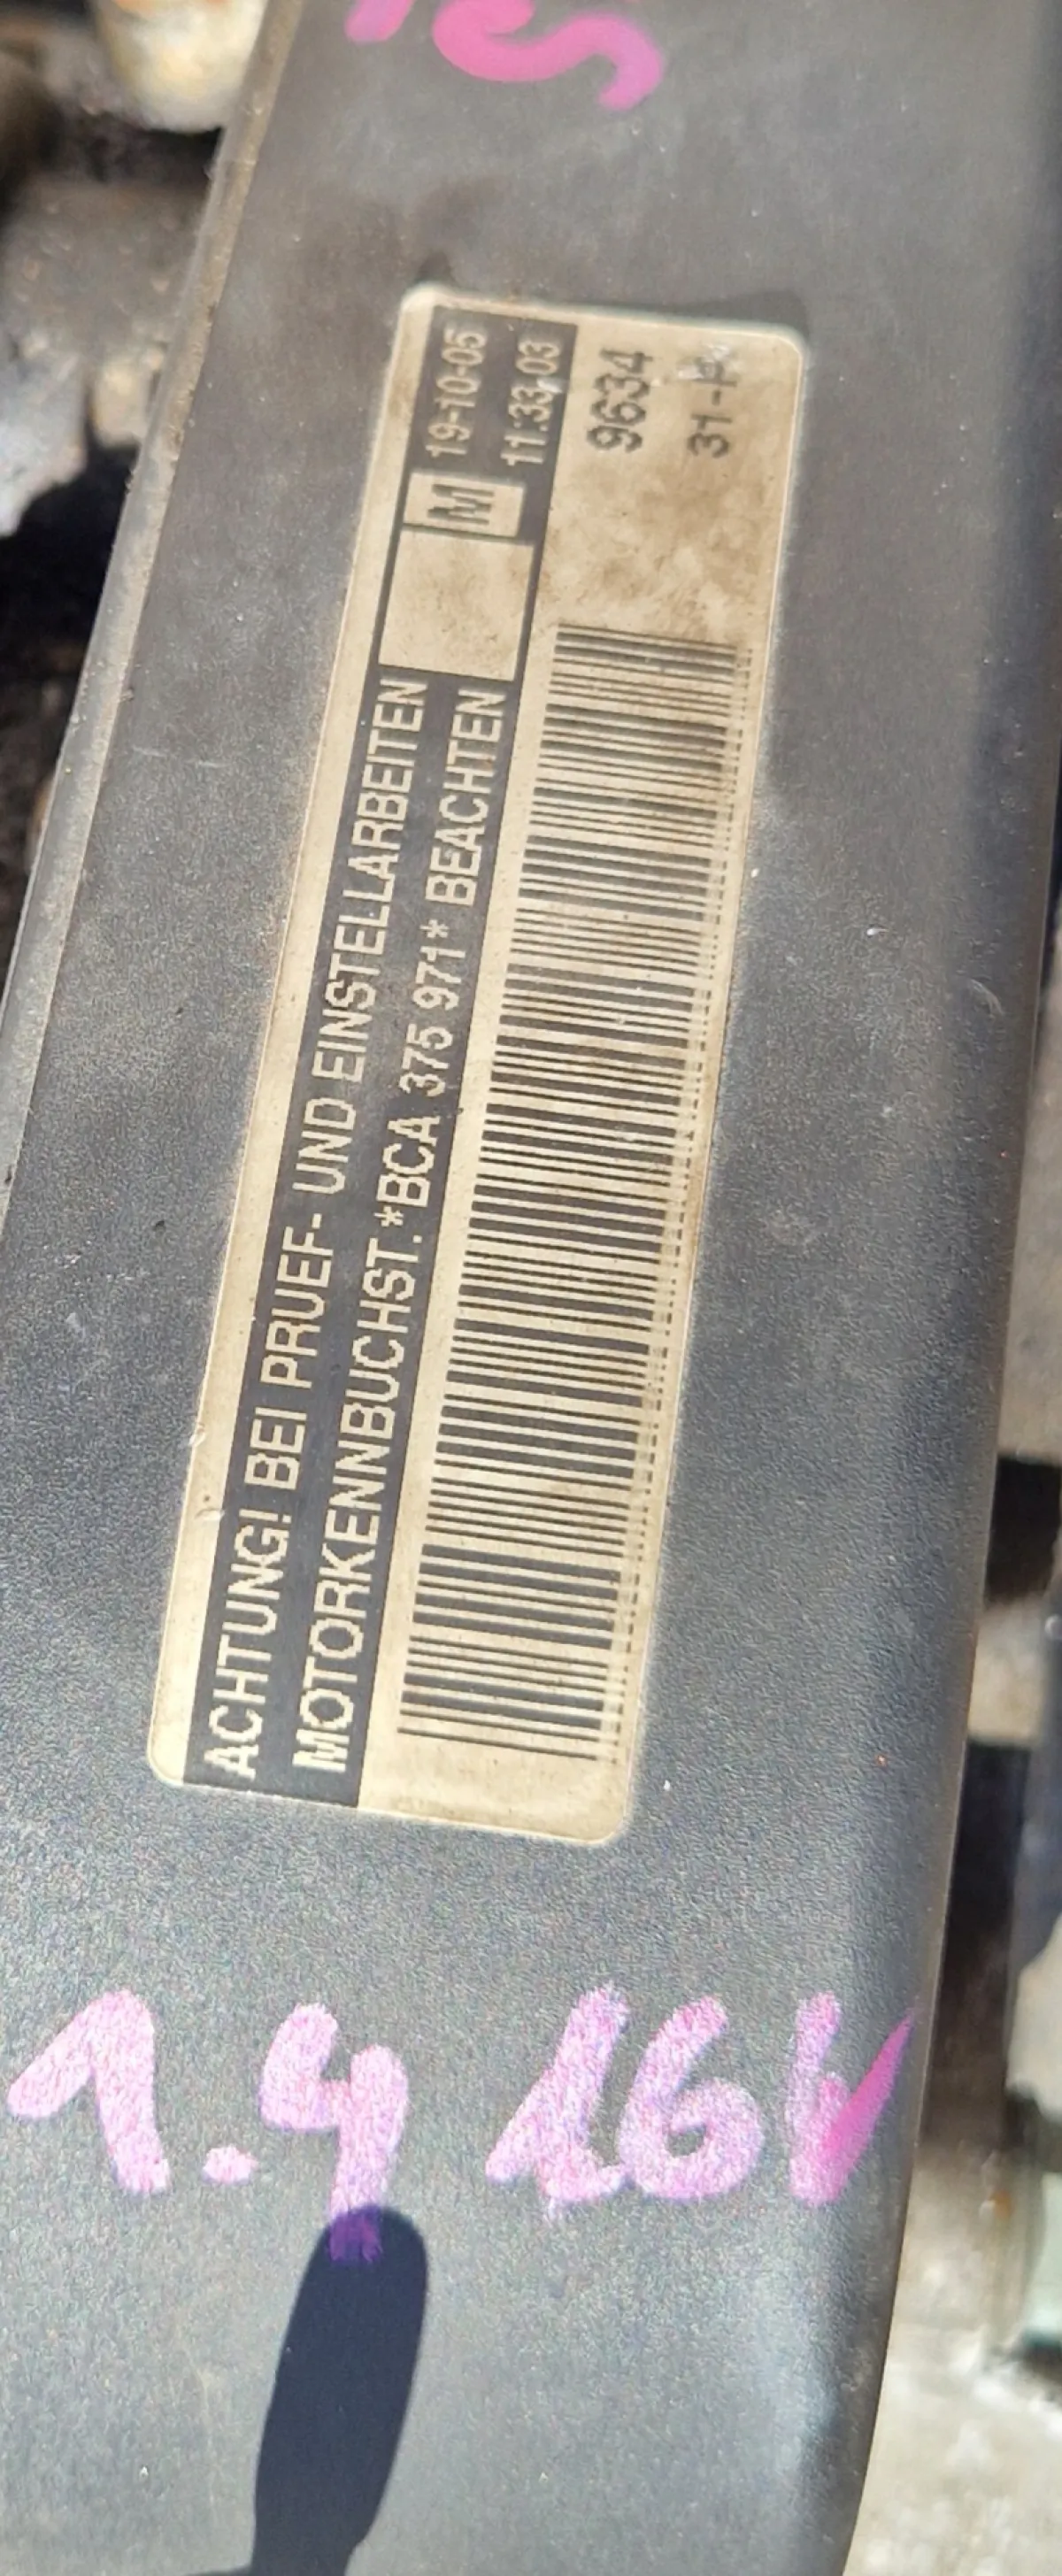 ACHTUNG! BEI PRUEF- UND EINSTELLARBEITEN
MOTORKENNBUCHST.*BCA 375 971* BEACHTEN
M
19-10-05
11:33:03
9634
1.4 16V